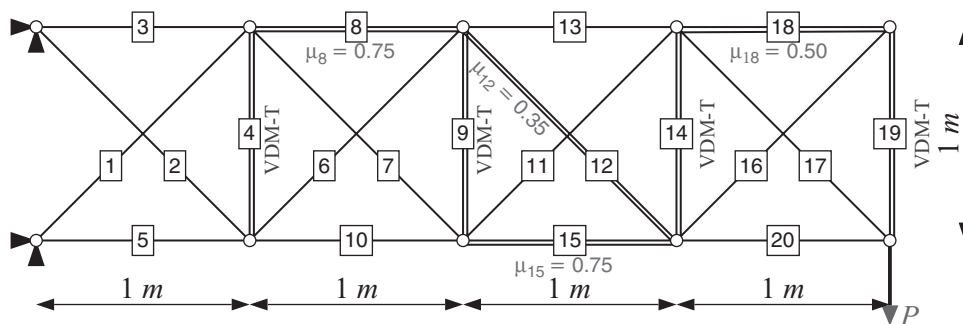 3
8
13
18
μ8 = 0.75
μ18 = 0.50
μ12 = 0.35
4
VDM-T
9
VDM-T
14
VDM-T
19
VDM-T
1 m
1
2
6
7
11
12
16
17
5
10
15
20
μ15 = 0.75
1 m
1 m
1 m
1 m
P